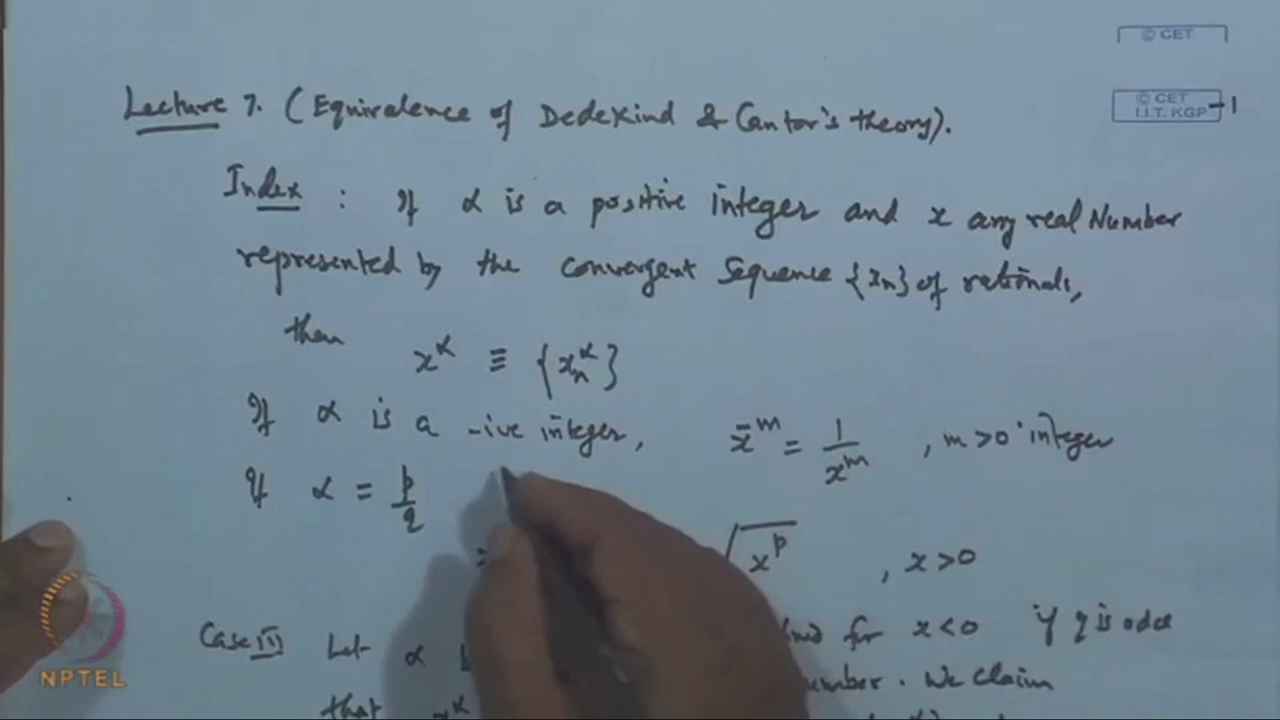 © CET
© CET
I.I.T. KGP -1
Lecture 7. (Equivalence of Dedekind & Cantor's theory).
Index : If α is a positive integer and x any real Number
represented by the convergent Sequence {xn} of rationals,
then x^α ≡ {xn^α}
If α is a -ive integer, x^-m = 1/x^m , m>0 integer
If α = p/q
= √x^p , x>0
for x<0 if q is odd
Case III Let α
umber. We claim
that x^α
NPTEL